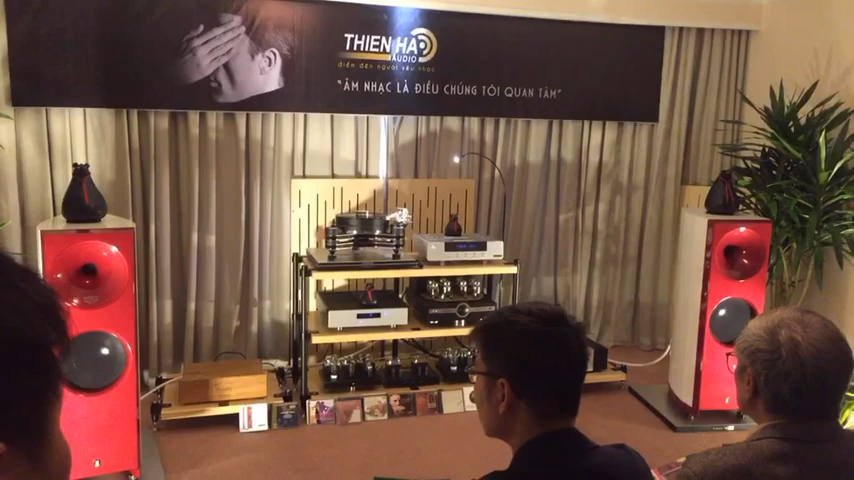 THIEN HA
AUDIO
điểm đến người yêu nhạc
"ÂM NHẠC LÀ ĐIỀU CHÚNG TÔI QUAN TÂM"